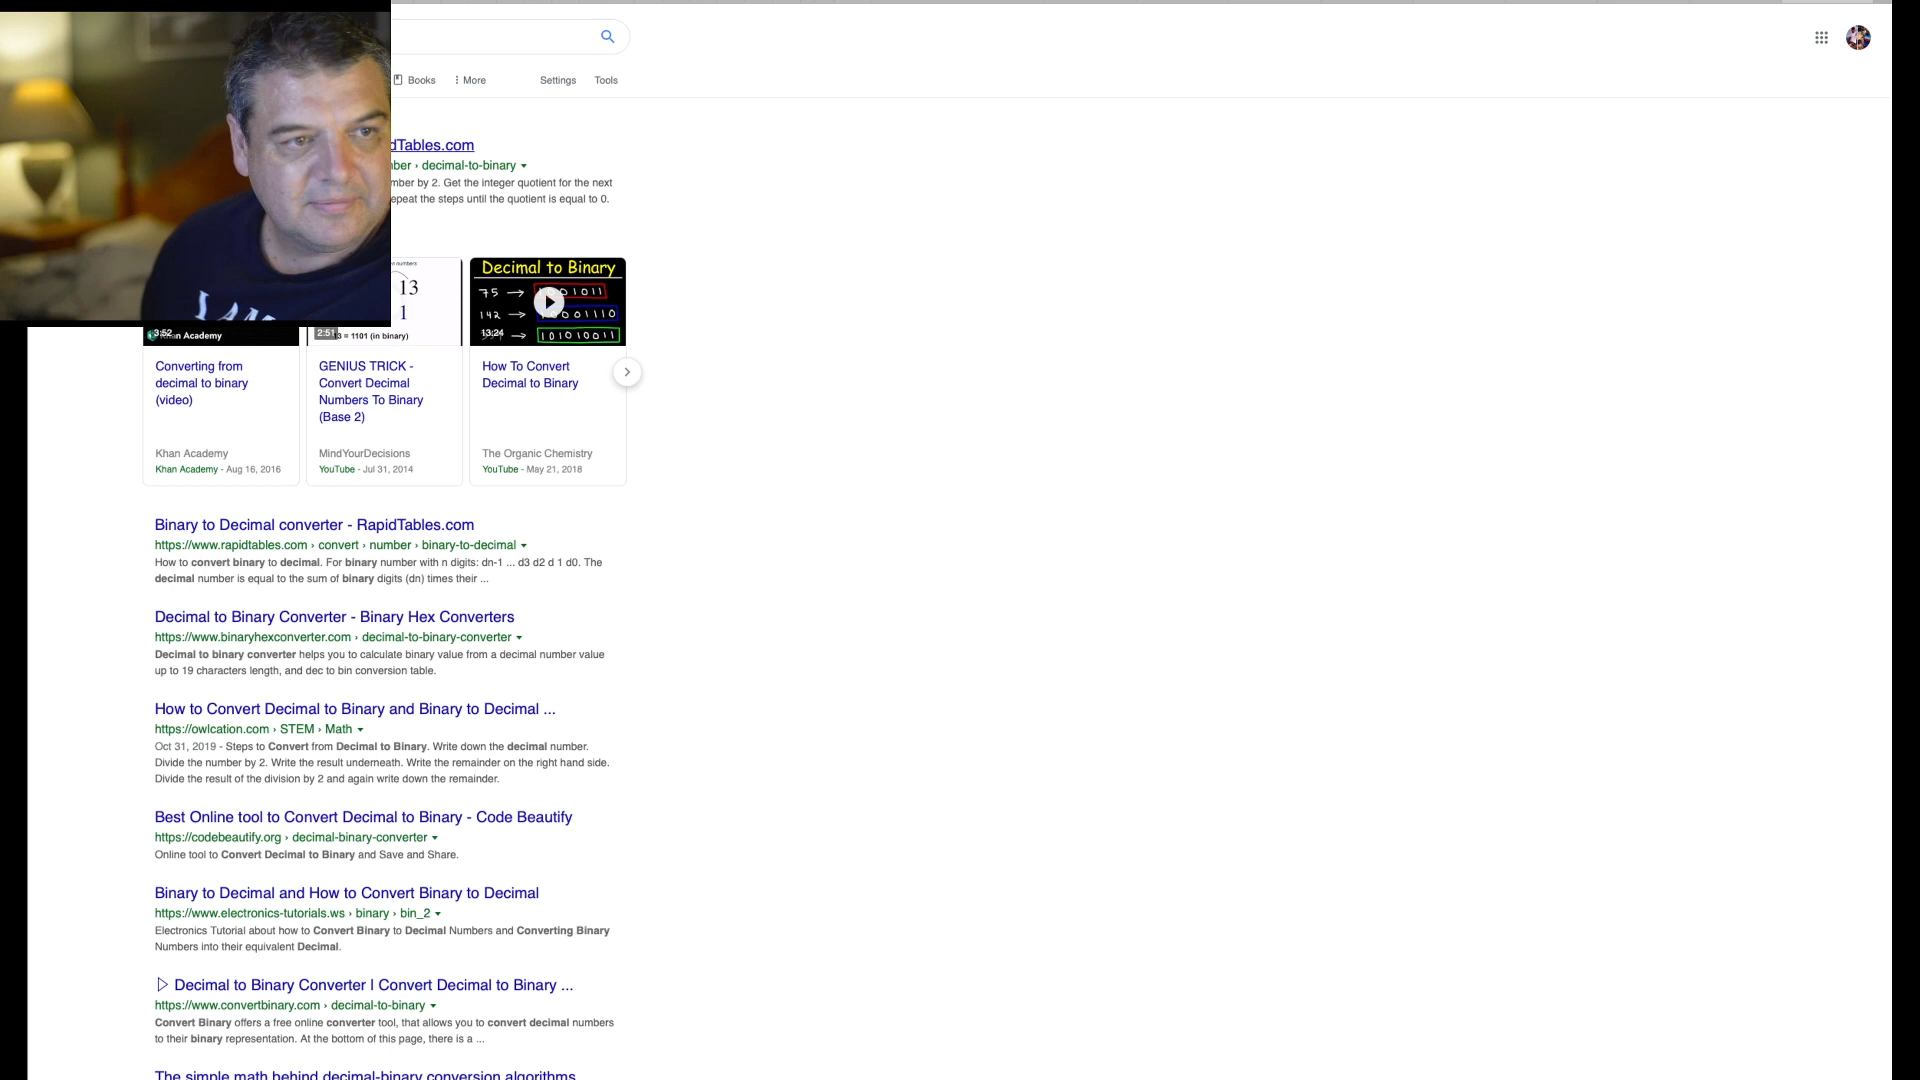 Books
More
Settings
Tools
dTables.com
ber › decimal-to-binary
mber by 2. Get the integer quotient for the next
epeat the steps until the quotient is equal to 0.
13
1
3 = 1101 (in binary)
2:51
3:52
Khan Academy
Decimal to Binary
75 → 1001011
142 → 10001110
→ 101010011
13:24
Converting from
decimal to binary
(video)
Khan Academy
Khan Academy - Aug 16, 2016
GENIUS TRICK -
Convert Decimal
Numbers To Binary
(Base 2)
MindYourDecisions
YouTube - Jul 31, 2014
How To Convert
Decimal to Binary
The Organic Chemistry
YouTube - May 21, 2018
Binary to Decimal converter - RapidTables.com
https://www.rapidtables.com › convert › number › binary-to-decimal
How to convert binary to decimal. For binary number with n digits: dn-1 ... d3 d2 d 1 d0. The
decimal number is equal to the sum of binary digits (dn) times their ...
Decimal to Binary Converter - Binary Hex Converters
https://www.binaryhexconverter.com › decimal-to-binary-converter
Decimal to binary converter helps you to calculate binary value from a decimal number value
up to 19 characters length, and dec to bin conversion table.
How to Convert Decimal to Binary and Binary to Decimal ...
https://owlcation.com › STEM › Math
Oct 31, 2019 - Steps to Convert from Decimal to Binary. Write down the decimal number.
Divide the number by 2. Write the result underneath. Write the remainder on the right hand side.
Divide the result of the division by 2 and again write down the remainder.
Best Online tool to Convert Decimal to Binary - Code Beautify
https://codebeautify.org › decimal-binary-converter
Online tool to Convert Decimal to Binary and Save and Share.
Binary to Decimal and How to Convert Binary to Decimal
https://www.electronics-tutorials.ws › binary › bin_2
Electronics Tutorial about how to Convert Binary to Decimal Numbers and Converting Binary
Numbers into their equivalent Decimal.
▷ Decimal to Binary Converter | Convert Decimal to Binary ...
https://www.convertbinary.com › decimal-to-binary
Convert Binary offers a free online converter tool, that allows you to convert decimal numbers
to their binary representation. At the bottom of this page, there is a ...
The simple math behind decimal-binary conversion algorithms